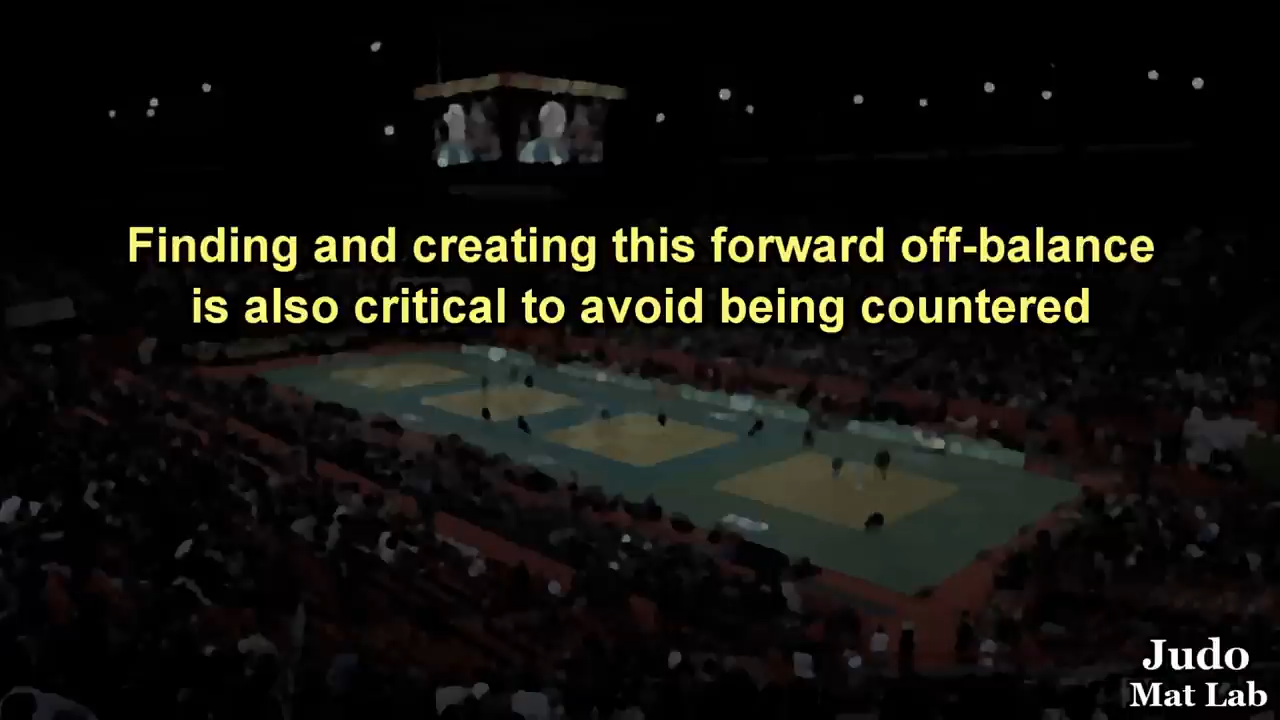 Finding and creating this forward off-balance
is also critical to avoid being countered
Judo
Mat Lab